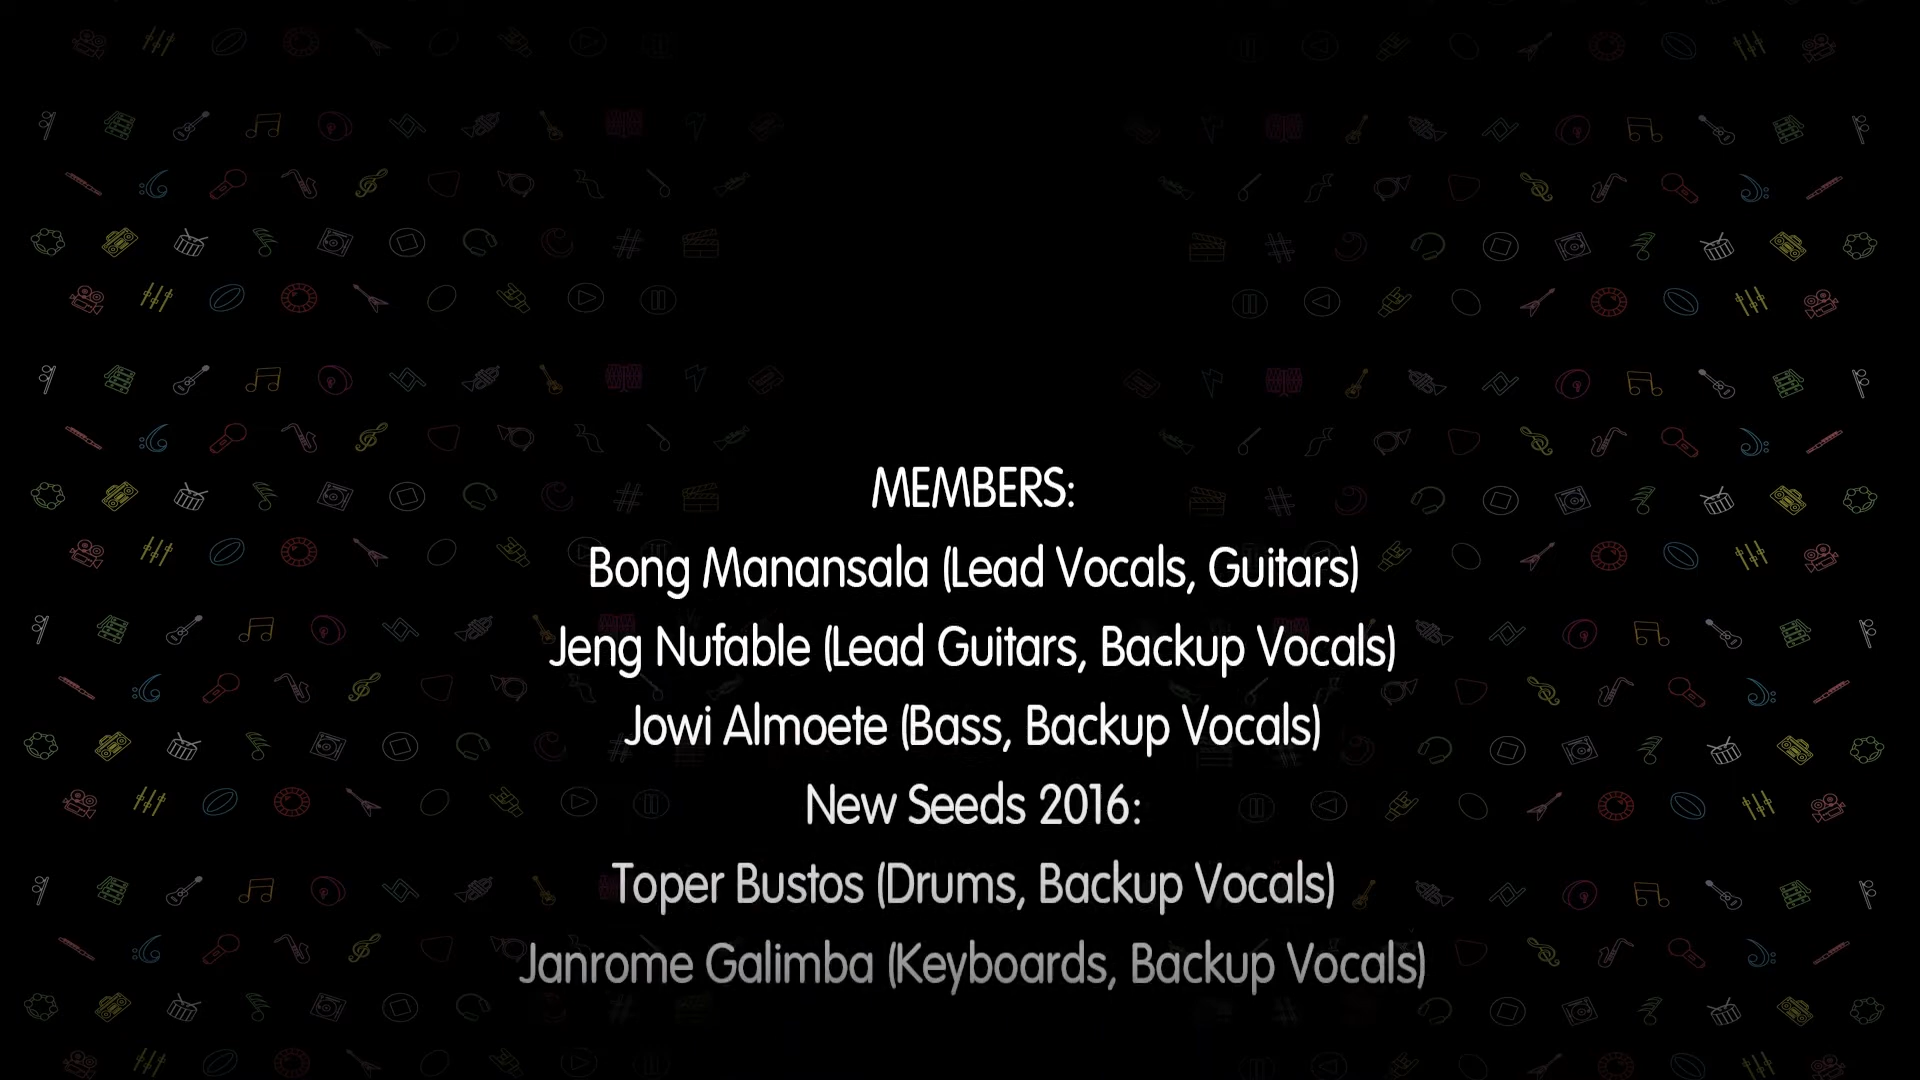 MEMBERS:
Bong Manansala (Lead Vocals, Guitars)
Jeng Nufable (Lead Guitars, Backup Vocals)
Jowi Almoete (Bass, Backup Vocals)
New Seeds 2016:
Toper Bustos (Drums, Backup Vocals)
Janrome Galimba (Keyboards, Backup Vocals)